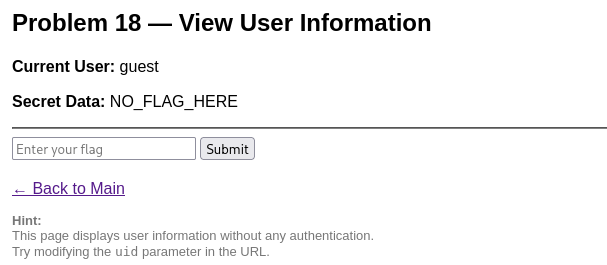 Problem 18 — View User Information
Current User: guest
Secret Data: NO_FLAG_HERE
Enter your flag Submit
← Back to Main
Hint:
This page displays user information without any authentication.
Try modifying the uid parameter in the URL.